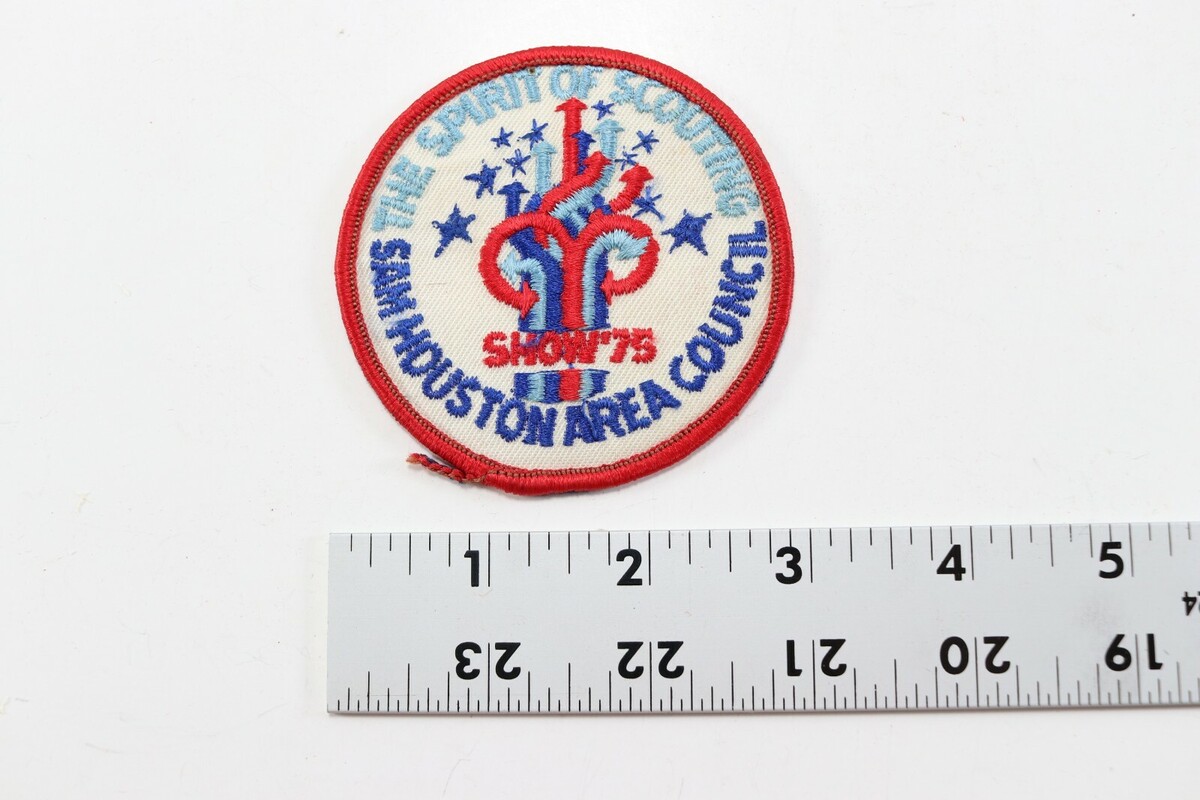 THE SPIRIT OF SCOUTING
SHOW '75
SAM HOUSTON AREA COUNCIL
1 2 3 4 5
24
23 22 21 20 19